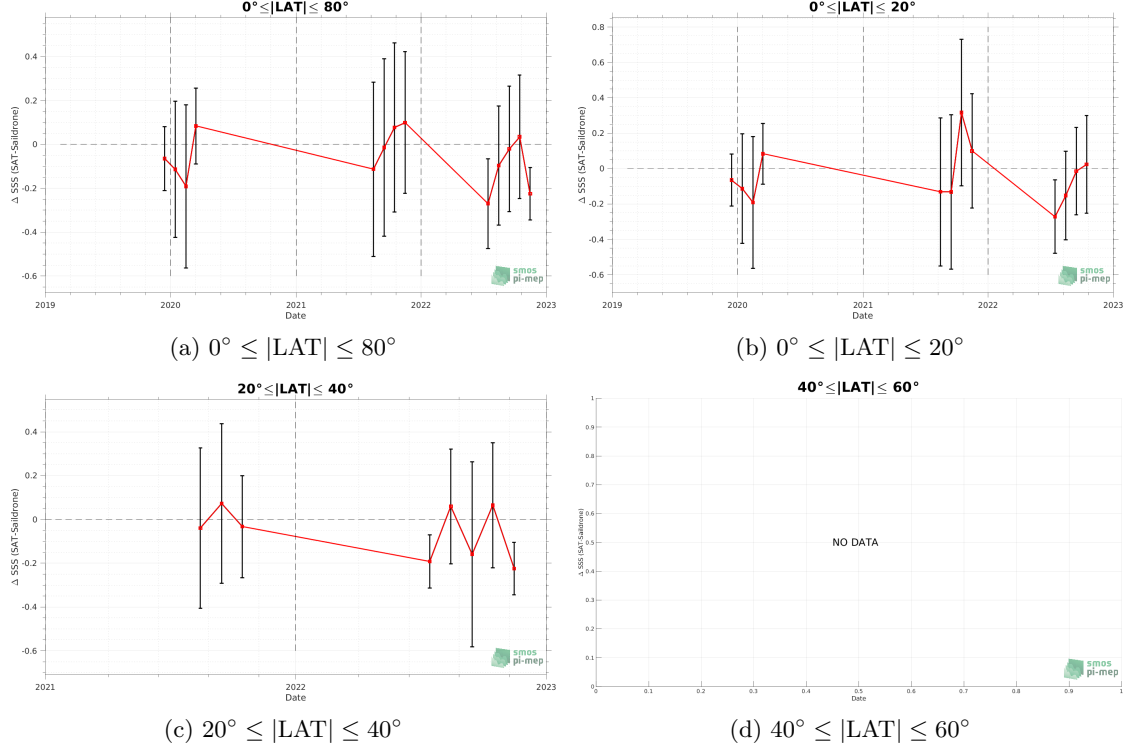 0°≤|LAT|≤ 80°
Δ SSS (SAT-Saildrone)
0.4
0.2
0
-0.2
-0.4
-0.6
2019
2020
2021
2022
2023
Date
smos
pi-mep
(a) 0° ≤ |LAT| ≤ 80°
0°≤|LAT|≤ 20°
Δ SSS (SAT-Saildrone)
0.8
0.6
0.4
0.2
0
-0.2
-0.4
-0.6
2019
2020
2021
2022
2023
Date
smos
pi-mep
(b) 0° ≤ |LAT| ≤ 20°
20°≤|LAT|≤ 40°
Δ SSS (SAT-Saildrone)
0.4
0.2
0
-0.2
-0.4
-0.6
2021
2022
2023
Date
smos
pi-mep
(c) 20° ≤ |LAT| ≤ 40°
40°≤|LAT|≤ 60°
Δ SSS (SAT-Saildrone)
1
0.9
0.8
0.7
0.6
0.5
0.4
0.3
0.2
0.1
0
NO DATA
0
0.1
0.2
0.3
0.4
0.5
0.6
0.7
0.8
0.9
1
Date
smos
pi-mep
(d) 40° ≤ |LAT| ≤ 60°